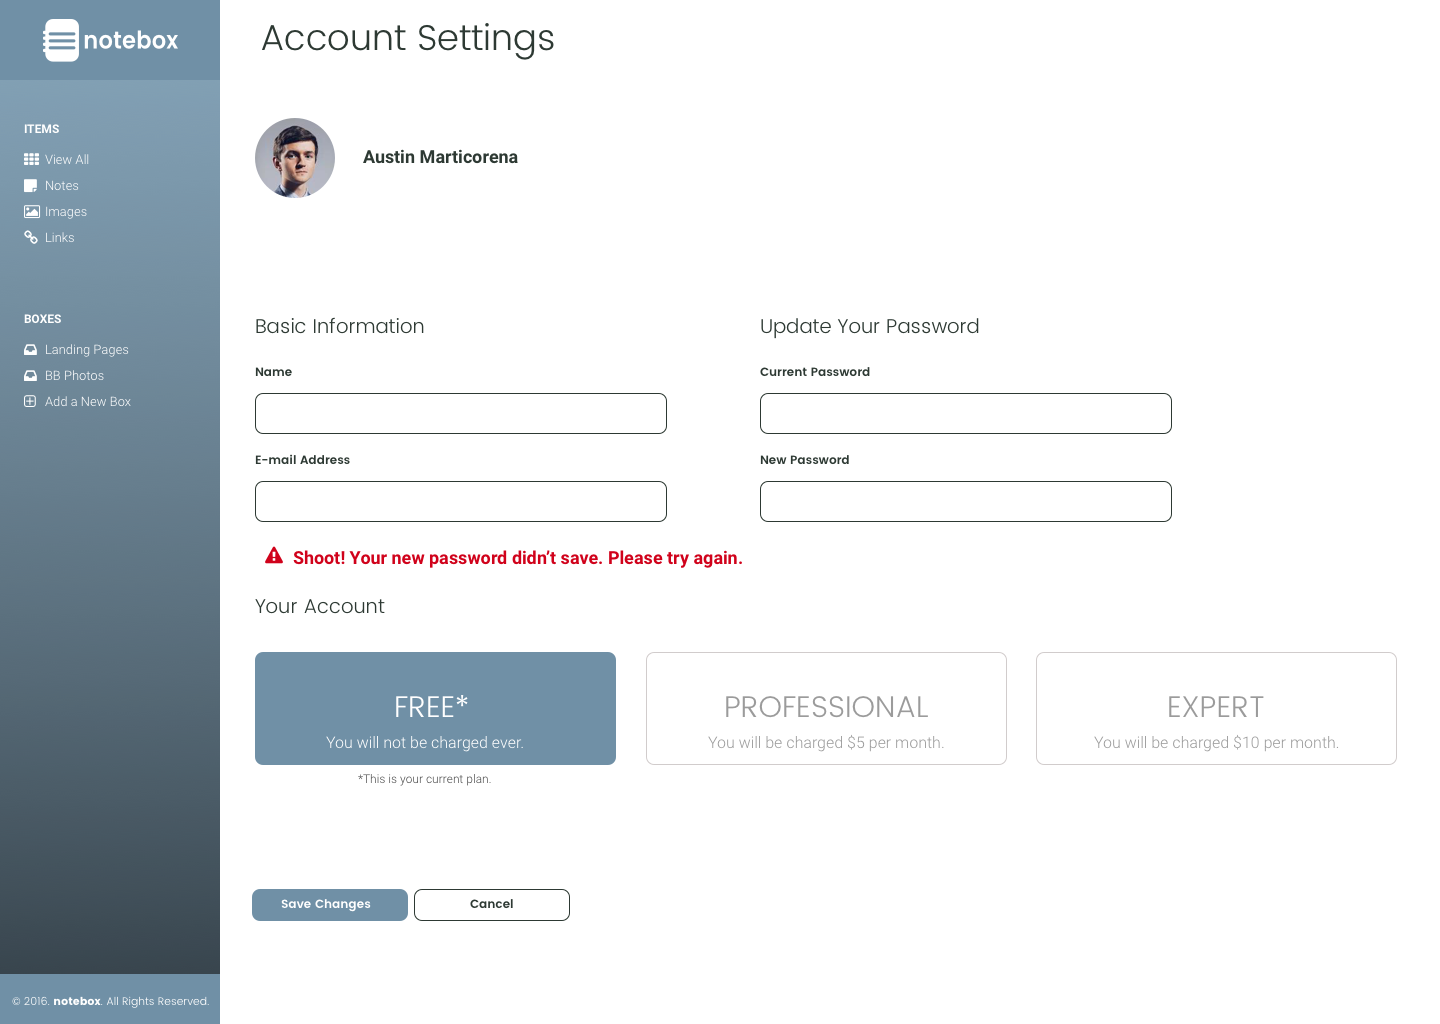 notebox
Account Settings
ITEMS
View All
Notes
Images
Links
BOXES
Landing Pages
BB Photos
Add a New Box
Austin Marticorena
Basic Information
Name
E-mail Address
Update Your Password
Current Password
New Password
Shoot! Your new password didn’t save. Please try again.
Your Account
FREE*
You will not be charged ever.
*This is your current plan.
PROFESSIONAL
You will be charged $5 per month.
EXPERT
You will be charged $10 per month.
Save Changes
Cancel
© 2016. notebox. All Rights Reserved.